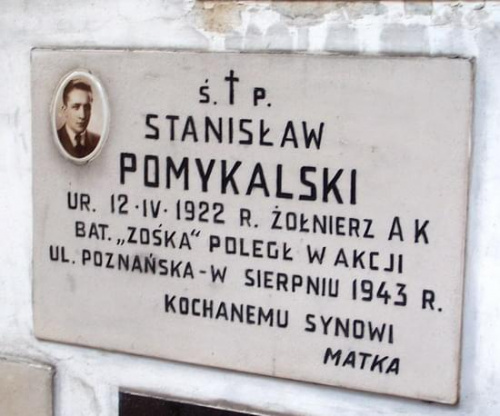 Ś. † P.
STANISŁAW
POMYKALSKI
UR. 12·IV·1922 R. ŻOŁNIERZ AK
BAT. „ZOŚKA" POLEGŁ W AKCJI
UL. POZNAŃSKA-W SIERPNIU 1943 R.
KOCHANEMU SYNOWI
MATKA